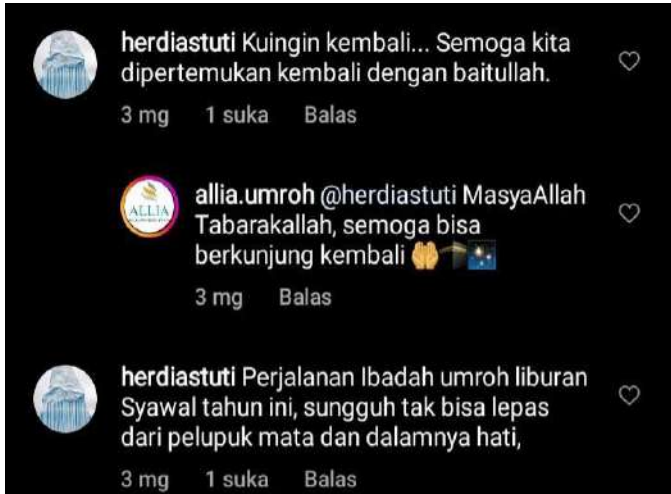 herdiastuti Kuingin kembali... Semoga kita
dipertemukan kembali dengan baitullah.
3 mg 1 suka Balas
ALLIA
allia.umroh @herdiastuti MasyaAllah
Tabarakallah, semoga bisa
berkunjung kembali 🤲🌠🎇
3 mg Balas
herdiastuti Perjalanan Ibadah umroh liburan
Syawal tahun ini, sungguh tak bisa lepas
dari pelupuk mata dan dalamnya hati,
3 mg 1 suka Balas